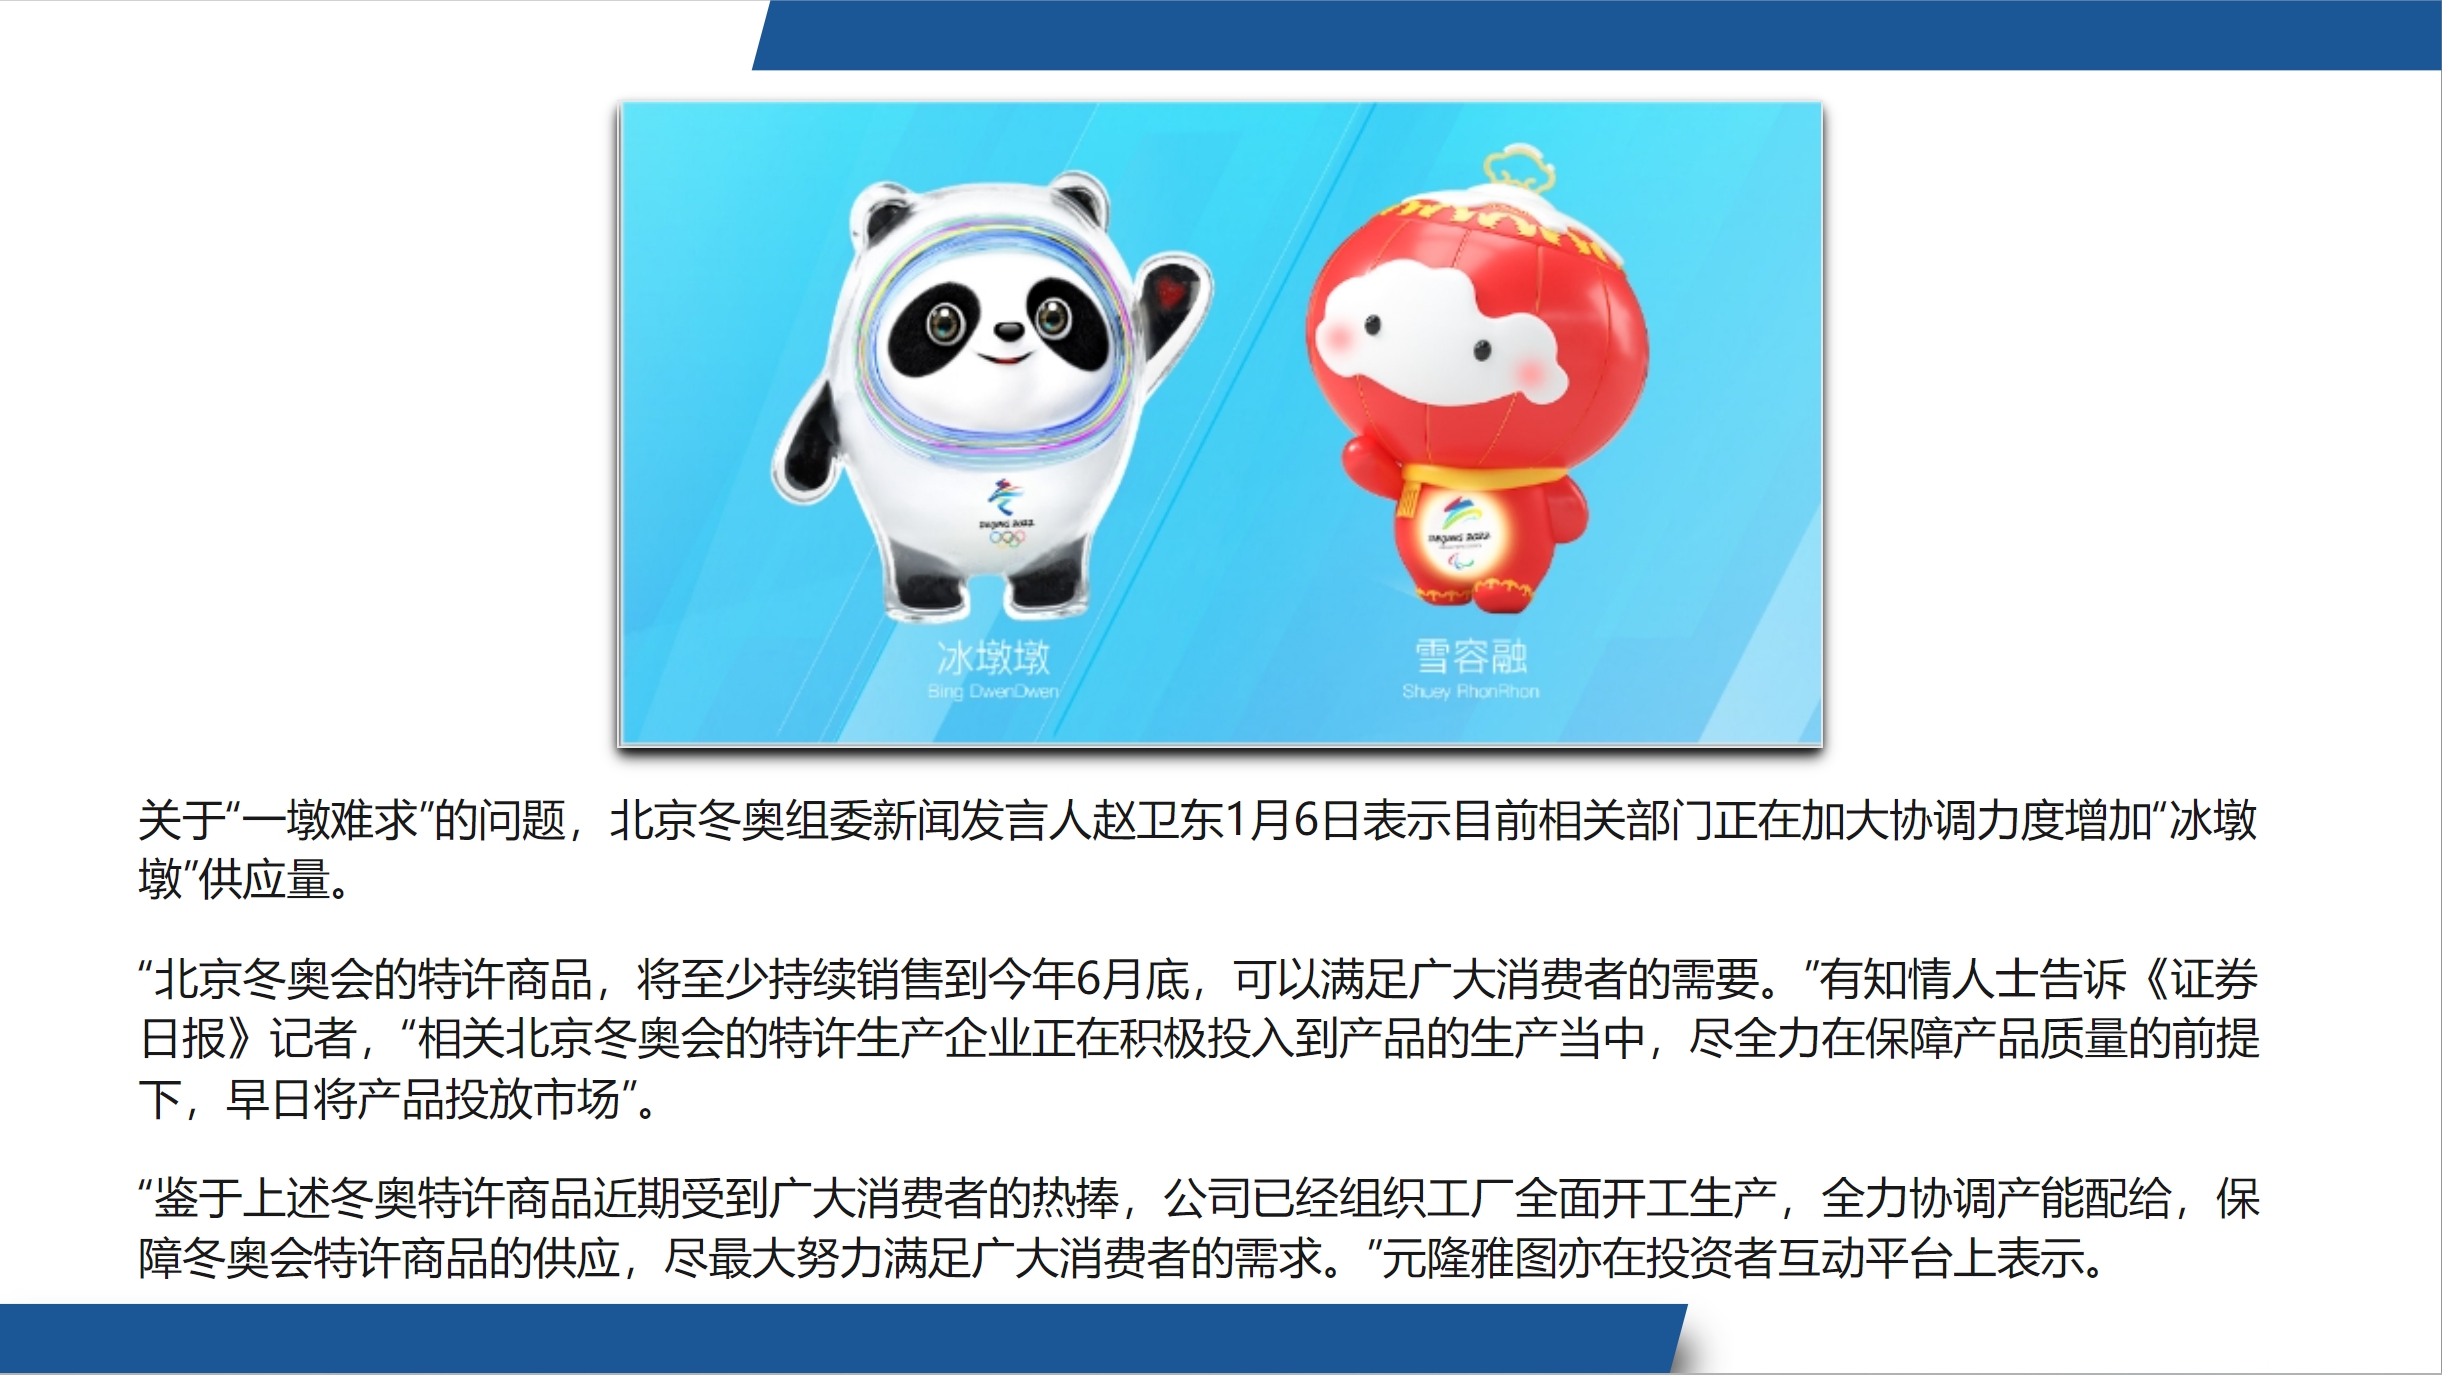 BEIJING 2022
BEIJING 2022
冰墩墩
Bing DwenDwen
雪容融
Shuey RhonRhon
关于“一墩难求”的问题，北京冬奥组委新闻发言人赵卫东1月6日表示目前相关部门正在加大协调力度增加“冰墩
墩”供应量。
“北京冬奥会的特许商品，将至少持续销售到今年6月底，可以满足广大消费者的需要。”有知情人士告诉《证券
日报》记者，“相关北京冬奥会的特许生产企业正在积极投入到产品的生产当中，尽全力在保障产品质量的前提
下，早日将产品投放市场”。
“鉴于上述冬奥特许商品近期受到广大消费者的热捧，公司已经组织工厂全面开工生产，全力协调产能配给，保
障冬奥会特许商品的供应，尽最大努力满足广大消费者的需求。”元隆雅图亦在投资者互动平台上表示。